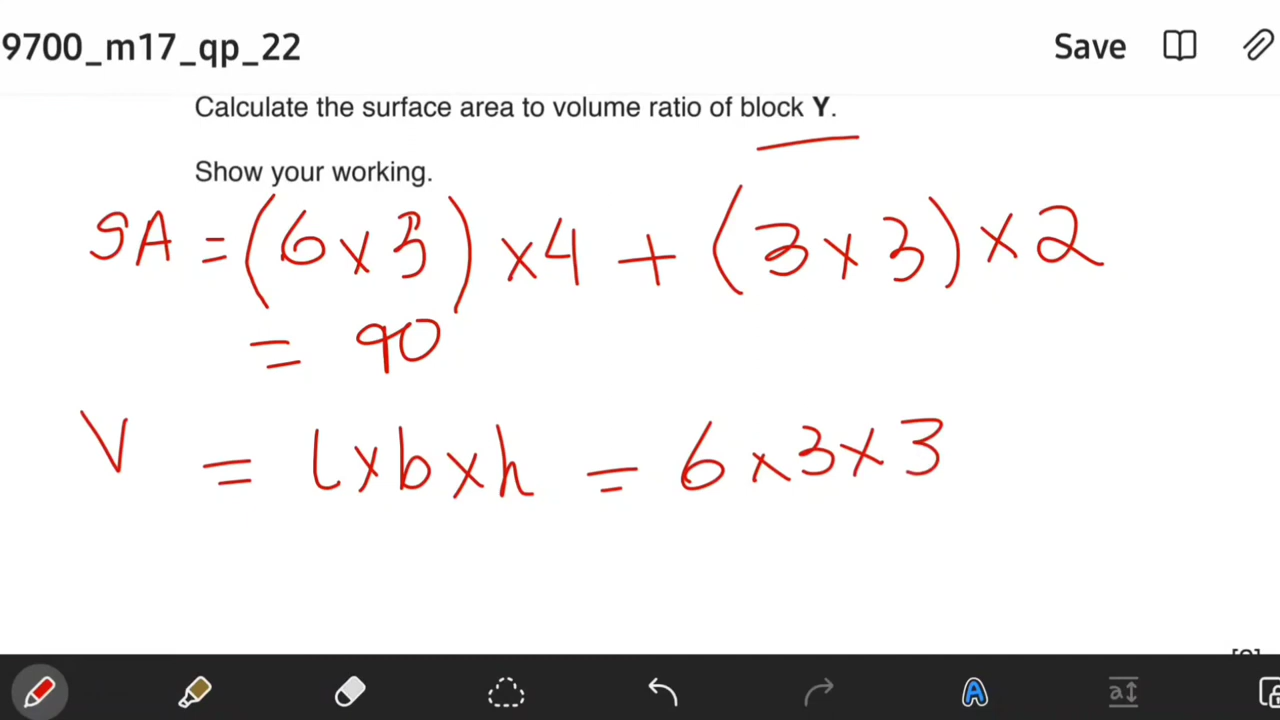 9700_m17_qp_22 Save
Calculate the surface area to volume ratio of block Y.
Show your working.
SA = (6 x 3) x 4 + (3 x 3) x 2
= 90
V = l x b x h = 6 x 3 x 3
A a